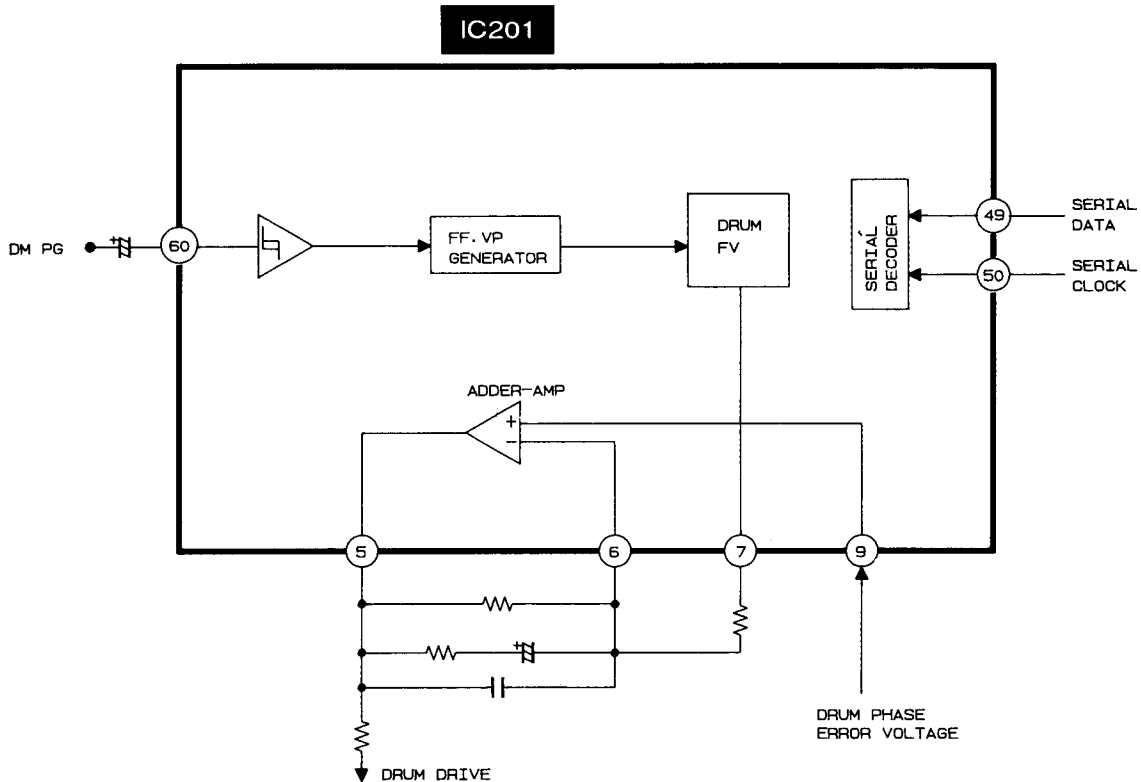 IC201
DM PG
60
FF. VP
GENERATOR
DRUM
FV
SERIAL
DECODER
49
SERIAL
DATA
50
SERIAL
CLOCK
ADDER-AMP
+
−
5
6
7
9
+
+
DRUM PHASE
ERROR VOLTAGE
DRUM DRIVE